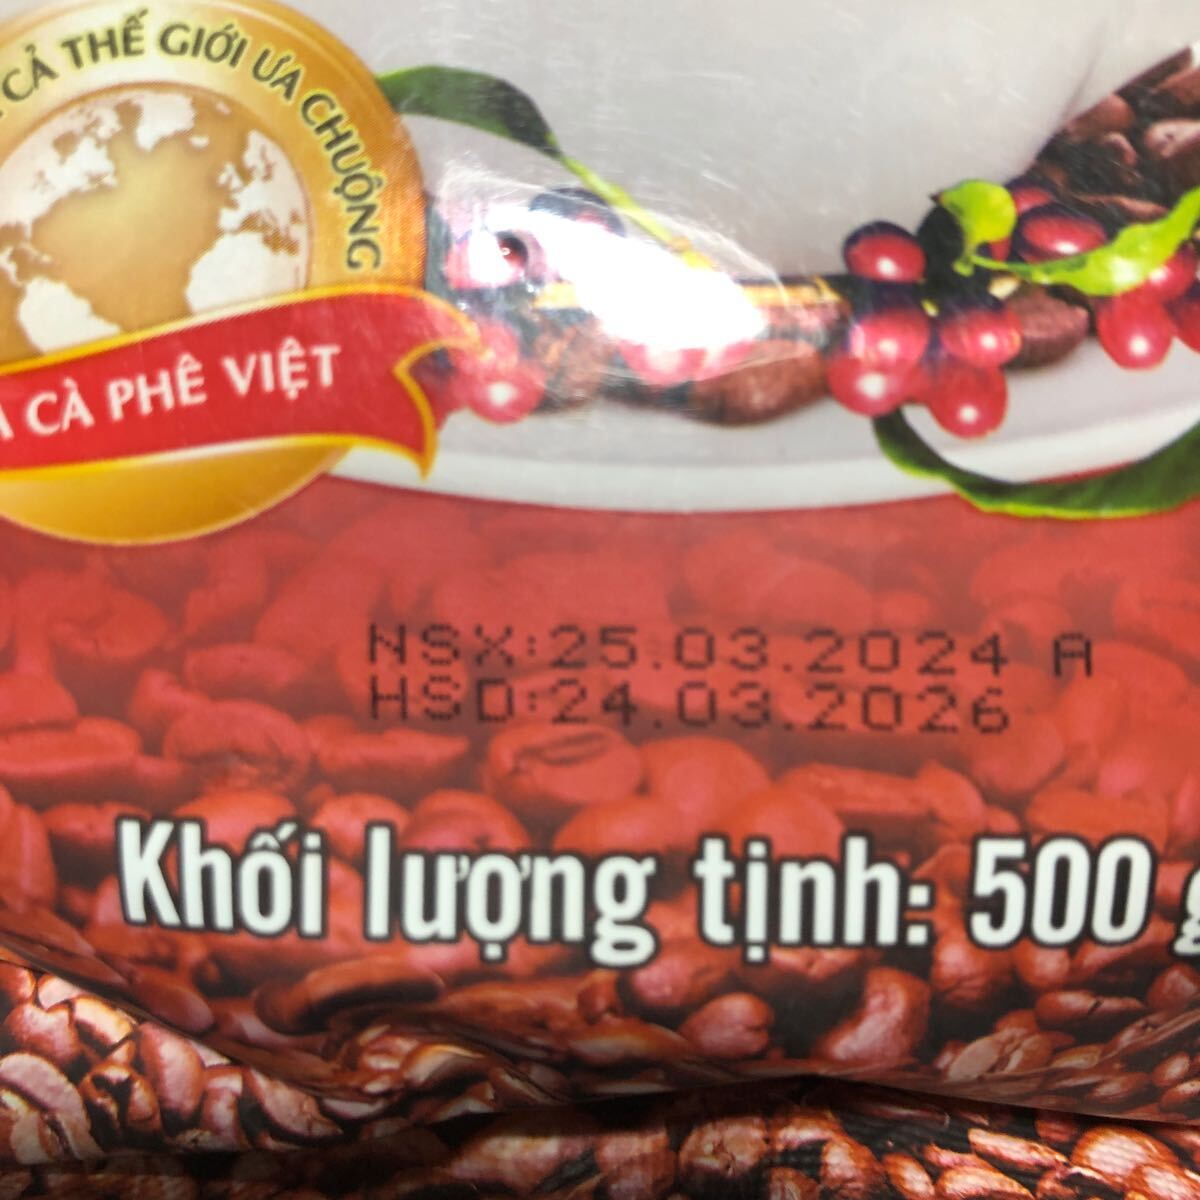 CẢ THẾ GIỚI ƯA CHUỘNG
CÀ PHÊ VIỆT
NSX:25.03.2024 A
HSD:24.03.2026
Khối lượng tịnh: 500 g